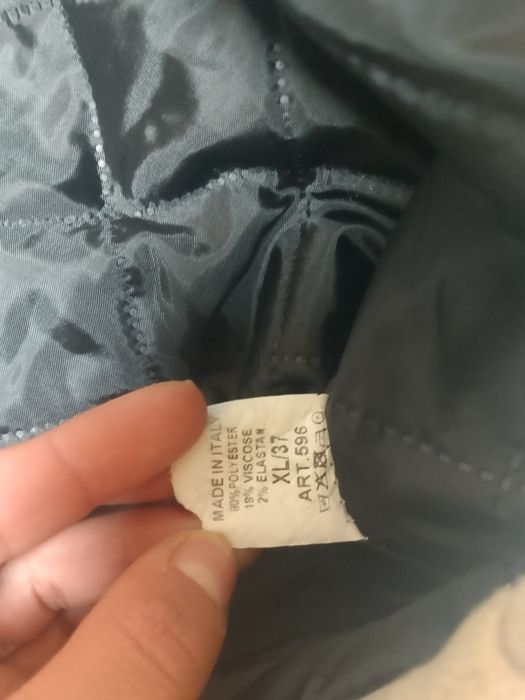 MADE IN ITALY
80% POLYESTER
18% VISCOSE
2% ELASTAN
XL/37
ART.596